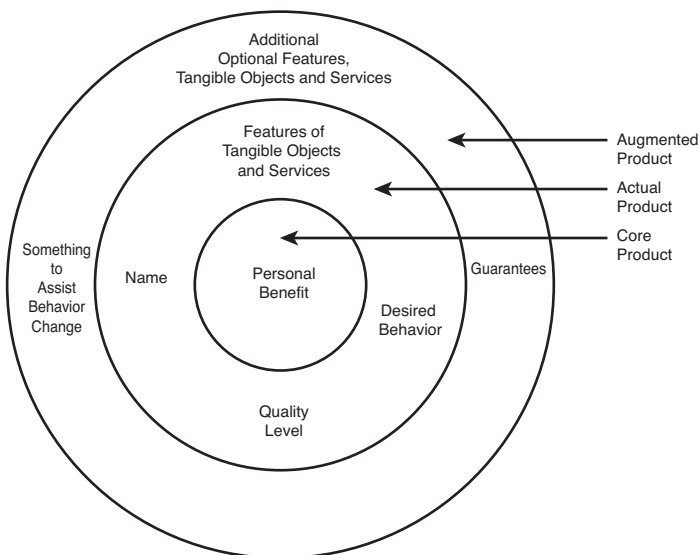 Additional
Optional Features,
Tangible Objects and Services
Features of
Tangible Objects
and Services
Augmented
Product
Actual
Product
Core
Product
Something
to
Assist
Behavior
Change
Name
Personal
Benefit
Guarantees
Desired
Behavior
Quality
Level